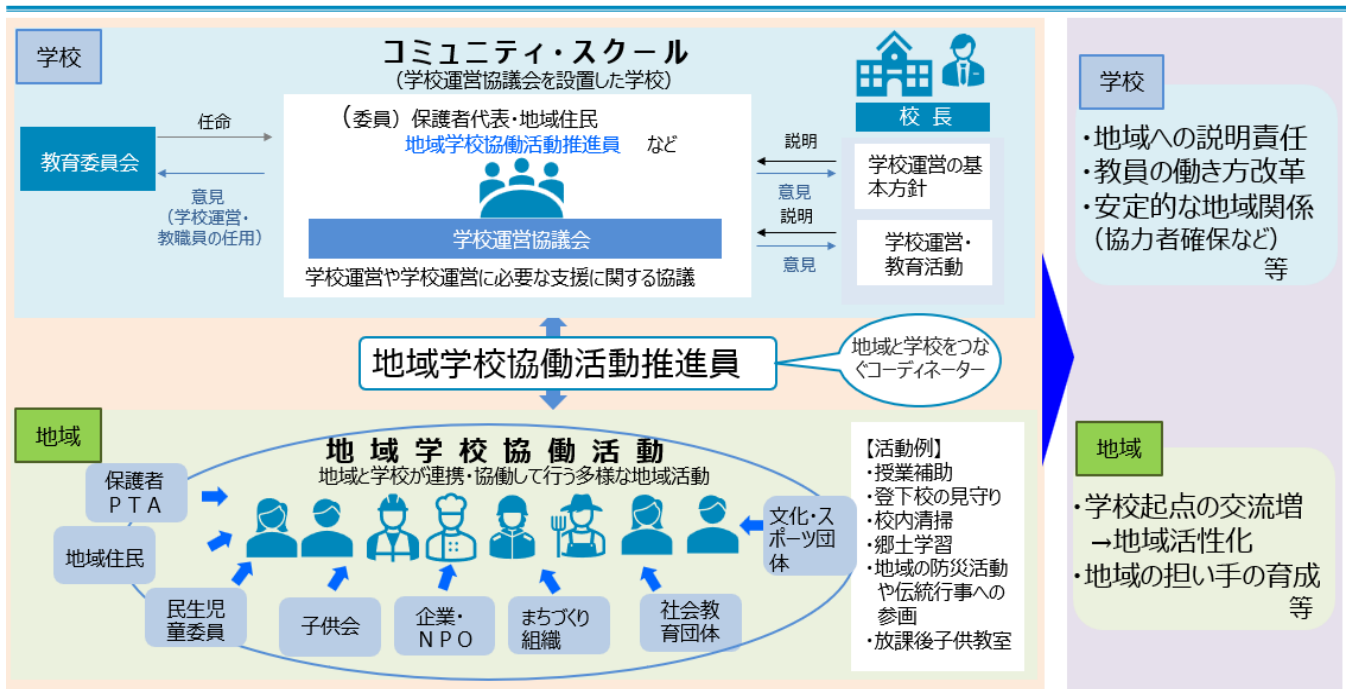 学校
コミュニティ・スクール
(学校運営協議会を設置した学校)
教育委員会
任命
意見
(学校運営・
教職員の任用)
(委員)保護者代表・地域住民
地域学校協働活動推進員 など
学校運営協議会
学校運営や学校運営に必要な支援に関する協議
校長
説明
意見
学校運営の基
本方針
説明
意見
学校運営・
教育活動
地域学校協働活動推進員
地域と学校をつな
ぐコーディネーター
地域
地域学校協働活動
地域と学校が連携・協働して行う多様な地域活動
保護者
PTA
地域住民
民生児
童委員
子供会
企業・
NPO
まちづくり
組織
社会教
育団体
文化・ス
ポーツ団
体
【活動例】
・授業補助
・登下校の見守り
・校内清掃
・郷土学習
・地域の防災活動
や伝統行事への
参画
・放課後子供教室
学校
・地域への説明責任
・教員の働き方改革
・安定的な地域関係
(協力者確保など)
等
地域
・学校起点の交流増
→地域活性化
・地域の担い手の育成
等